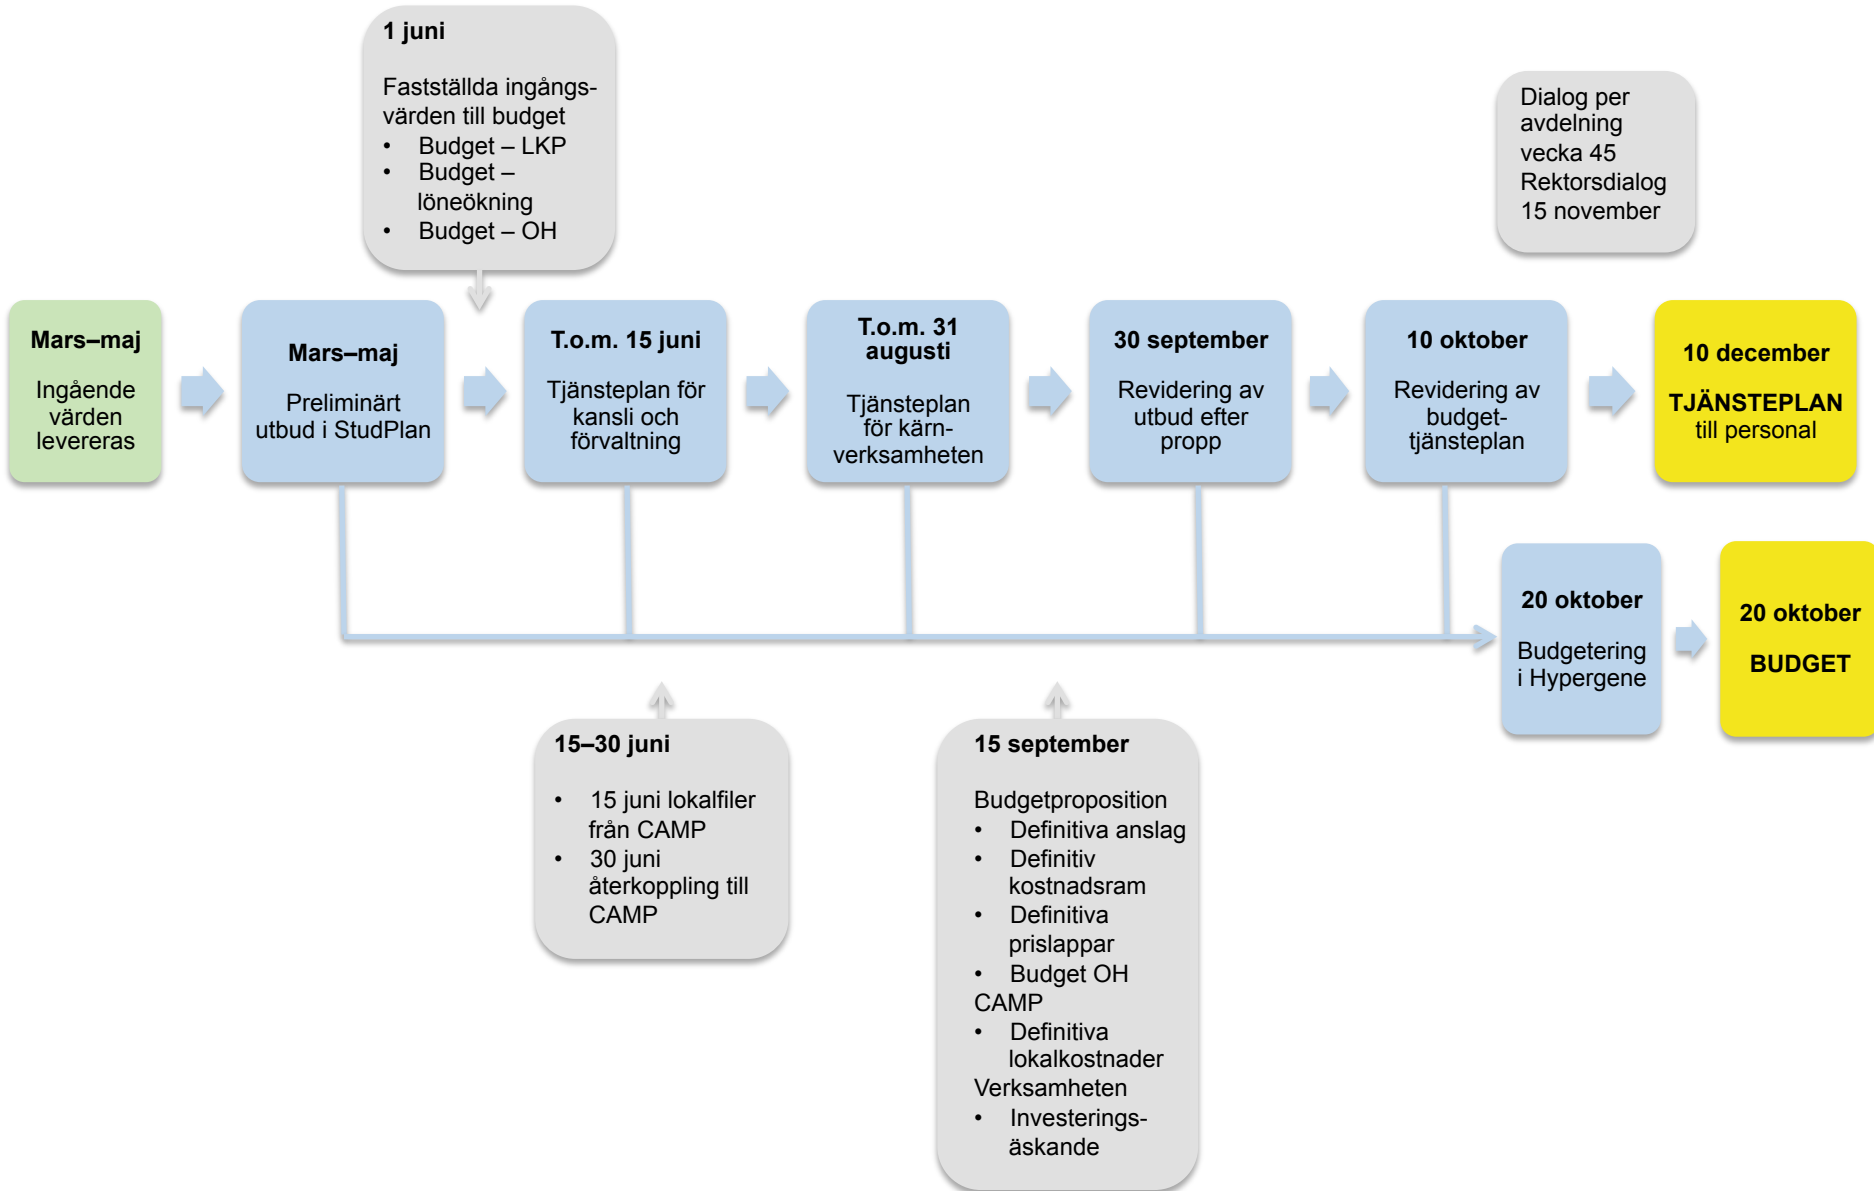 1 juni
Fastställda ingångs-
värden till budget
• Budget – LKP
• Budget –
löneökning
• Budget – OH
Dialog per
avdelning
vecka 45
Rektorsdialog
15 november
Mars–maj
Ingående
värden
levereras
Mars–maj
Preliminärt
utbud i StudPlan
T.o.m. 15 juni
Tjänsteplan för
kansli och
förvaltning
T.o.m. 31
augusti
Tjänsteplan
för kärn-
verksamheten
30 september
Revidering av
utbud efter
propp
10 oktober
Revidering av
budget-
tjänsteplan
10 december
TJÄNSTEPLAN
till personal
20 oktober
Budgetering
i Hypergene
20 oktober
BUDGET
15–30 juni
• 15 juni lokalfiler
från CAMP
• 30 juni
återkoppling till
CAMP
15 september
Budgetproposition
• Definitiva anslag
• Definitiv
kostnadsram
• Definitiva
prislappar
• Budget OH
CAMP
• Definitiva
lokalkostnader
Verksamheten
• Investerings-
äskande